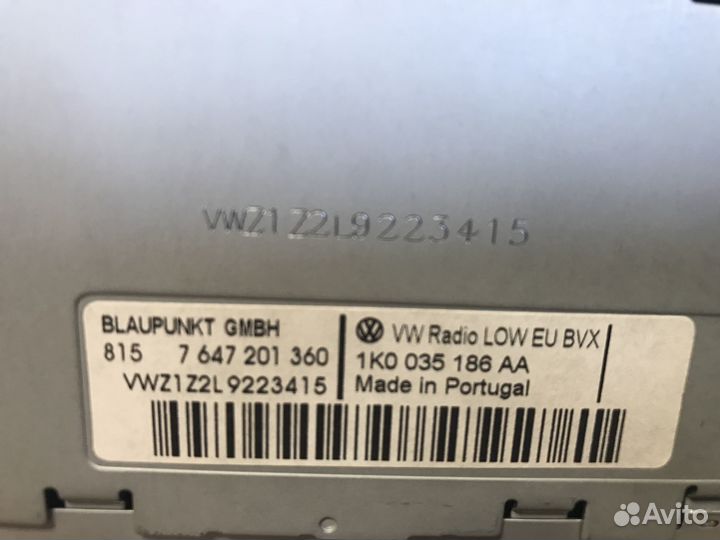 VWZ1Z2L9223415
BLAUPUNKT GMBH
815 7 647 201 360
VWZ1Z2L9223415
VW Radio LOW EU BVX
1K0 035 186 AA
Made in Portugal
Avito